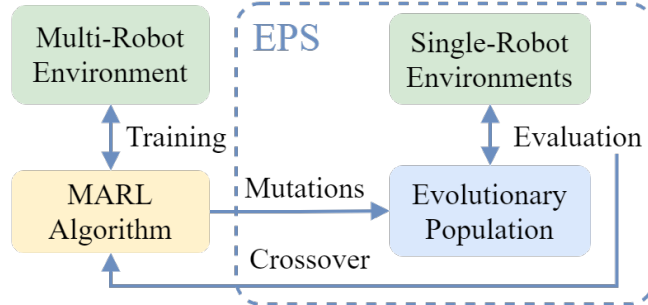 Multi-Robot
Environment
EPS
Single-Robot
Environments
Training
Evaluation
MARL
Algorithm
Mutations
Evolutionary
Population
Crossover